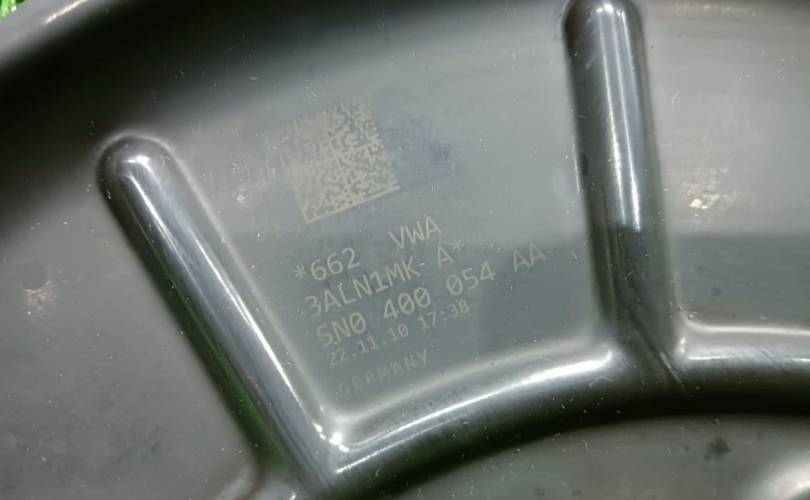 *662 VWA
3ALN1MK A*
5N0 400 054 AA
22.11.10 17:38
GERMANY